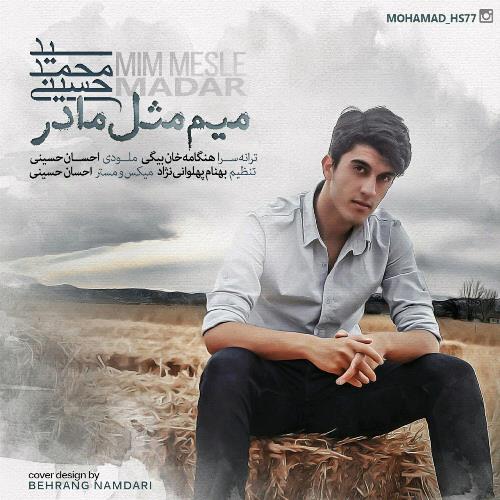 MOHAMAD_HS77
سید
محمد
حسینی
MIM MESLE
MADAR
میم مثل مادر
ترانه سرا هنگامه خان بیگی ملودی احسان حسینی
تنظیم بهنام پهلوانی نژاد میکس و مستر احسان حسینی
cover design by
BEHRANG NAMDARI